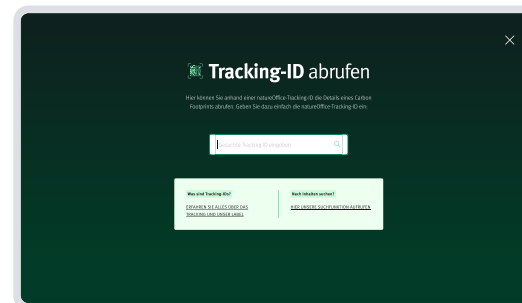 Tracking-ID abrufen
Hier können Sie anhand einer natureOffice-Tracking-ID die Details eines Carbon
Footprints abrufen. Geben Sie dazu einfach die natureOffice-Tracking-ID ein:
Gesuchte Tracking ID eingeben
Was sind Tracking-IDs?
ERFAHREN SIE ALLES ÜBER DAS
TRACKING UND UNSER LABEL
Nach Inhalten suchen?
HIER UNSERE SUCHFUNKTION AUFRUFEN